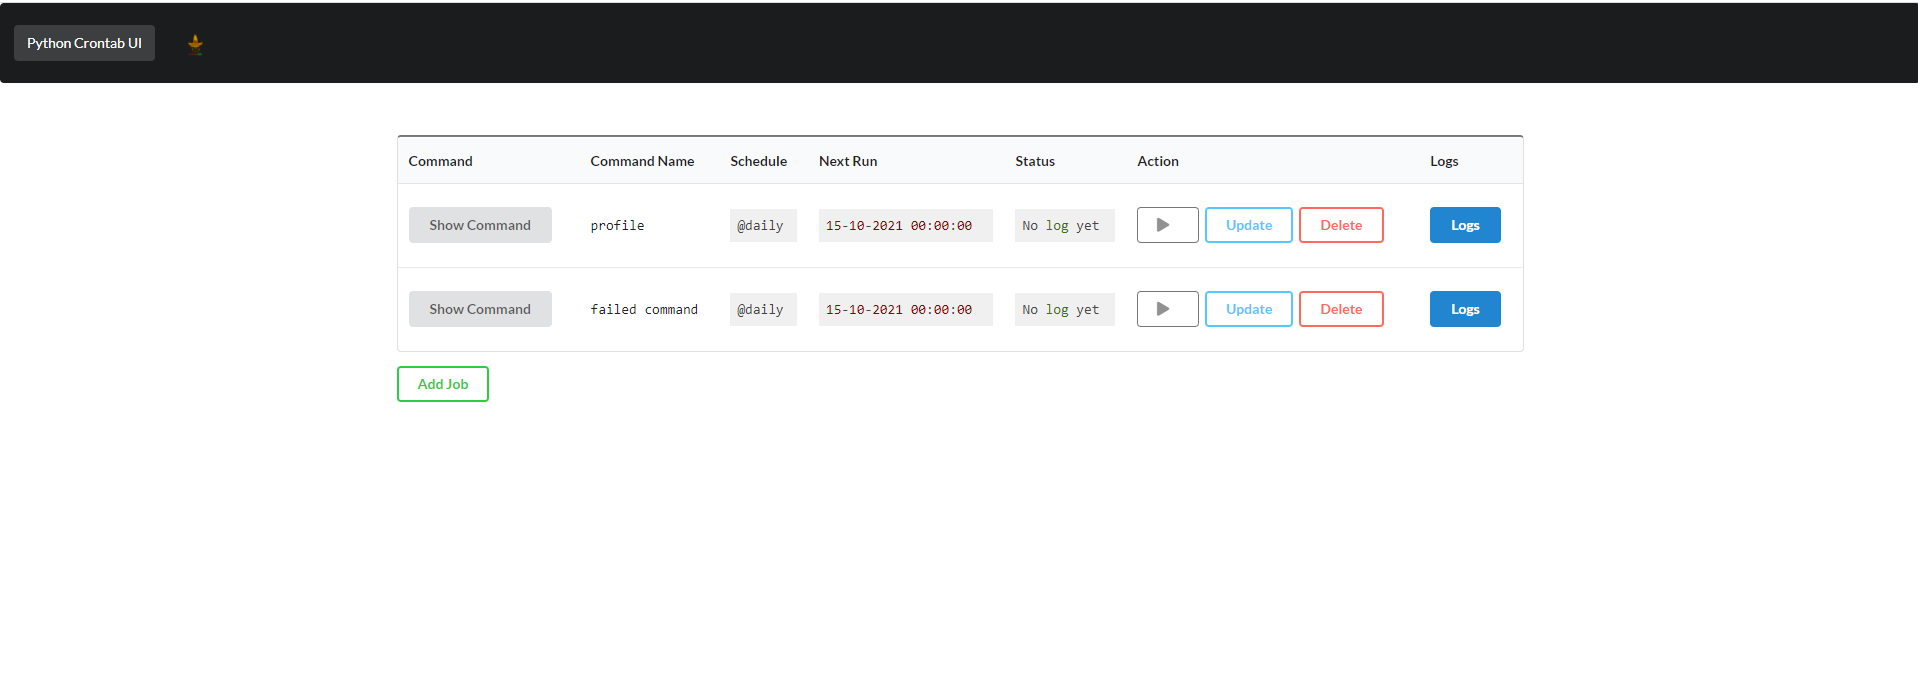 Python Crontab UI
Command Command Name Schedule Next Run Status Action Logs
Show Command profile @daily 15-10-2021 00:00:00 No log yet Update Delete Logs
Show Command failed command @daily 15-10-2021 00:00:00 No log yet Update Delete Logs
Add Job